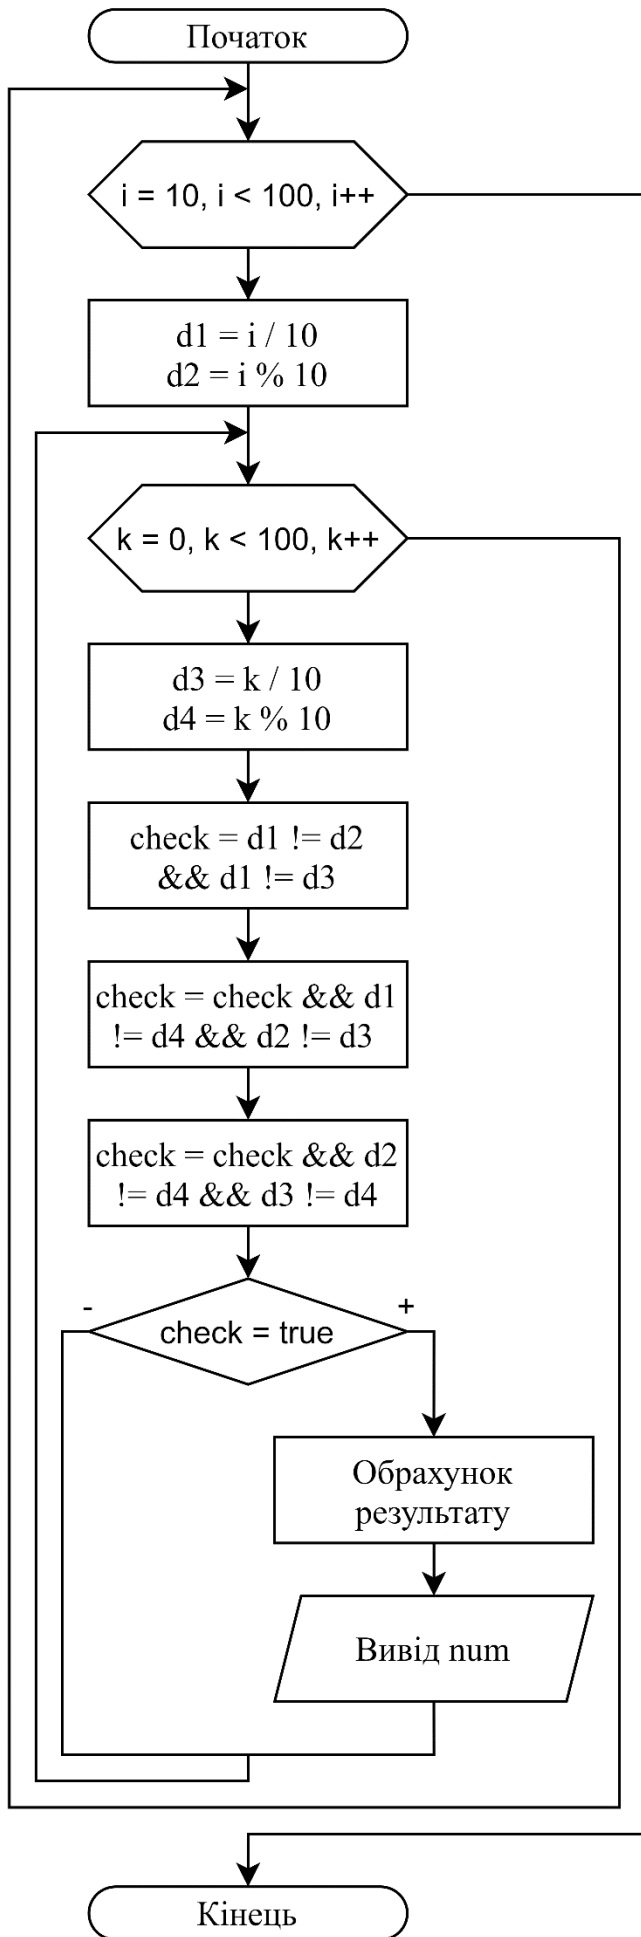 Початок
i = 10, i < 100, i++
d1 = i / 10
d2 = i % 10
k = 0, k < 100, k++
d3 = k / 10
d4 = k % 10
check = d1 != d2
&& d1 != d3
check = check && d1
!= d4 && d2 != d3
check = check && d2
!= d4 && d3 != d4
- +
check = true
Обрахунок
результату
Вивід num
Кінець